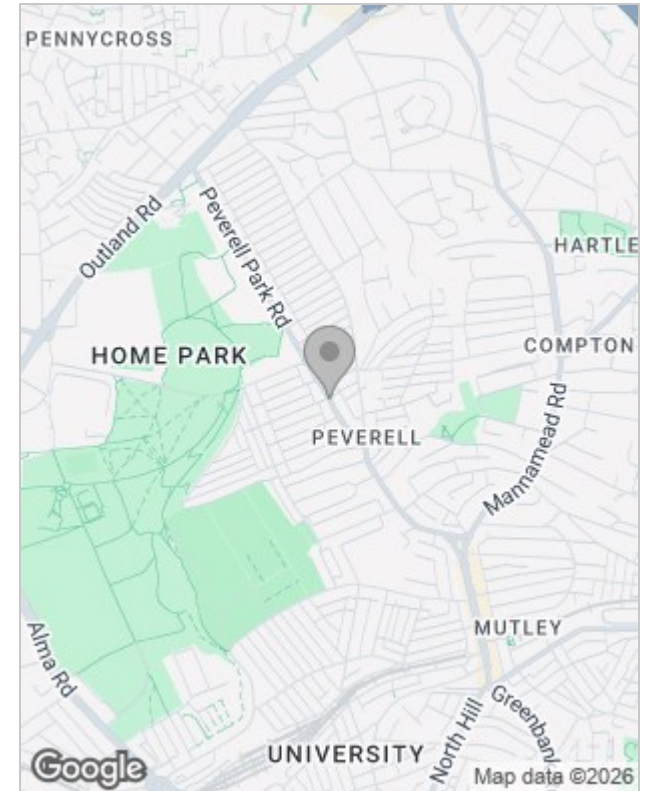 PENNYCROSS
Outland Rd
Peverell Park Rd
HARTLE
HOME PARK
COMPTON
PEVERELL
Mannamead Rd
MUTLEY
Alma Rd
UNIVERSITY
North Hill
Greenbank
Google
Map data ©2026